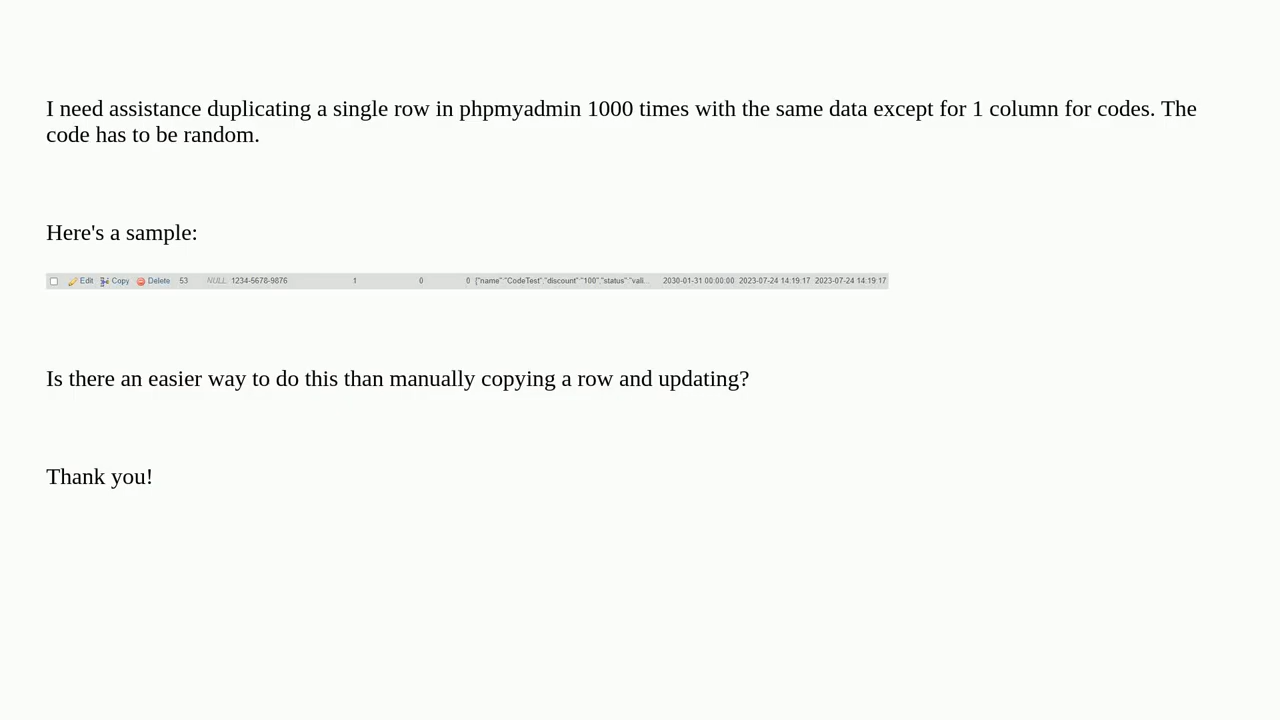 I need assistance duplicating a single row in phpmyadmin 1000 times with the same data except for 1 column for codes. The
code has to be random.
Here's a sample:
Edit Copy Delete 53 NULL 1234-5678-9876 1 0 0 ["name":"CodeTest","discount":"100","status":"vali... 2030-01-31 00:00:00 2023-07-24 14:19:17 2023-07-24 14:19:17
Is there an easier way to do this than manually copying a row and updating?
Thank you!